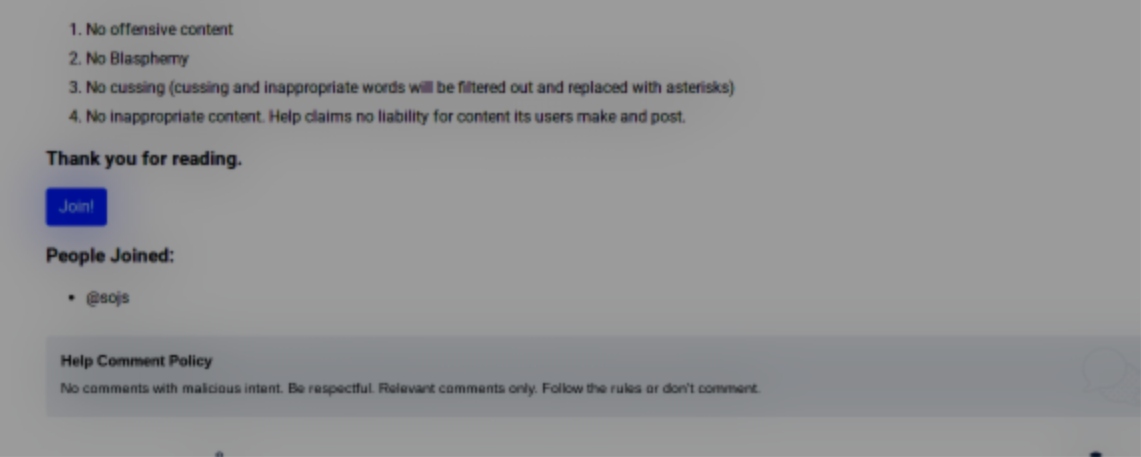 1. No offensive content
2. No Blasphemy
3. No cussing (cussing and inappropriate words will be filtered out and replaced with asterisks)
4. No inappropriate content. Help claims no liability for content its users make and post.
Thank you for reading.
Join!
People Joined:
• @sojs
Help Comment Policy
No comments with malicious intent. Be respectful. Relevant comments only. Follow the rules or don't comment.